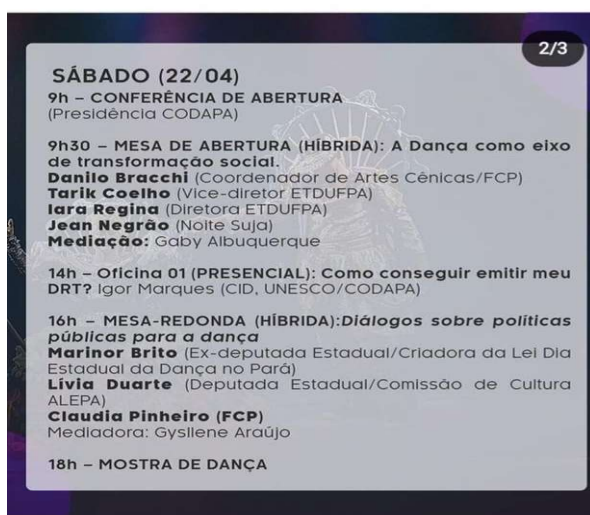 2/3
SÁBADO (22/04)
9h – CONFERÊNCIA DE ABERTURA
(Presidência CODAPA)
9h30 – MESA DE ABERTURA (HÍBRIDA): A Dança como eixo
de transformação social.
Danilo Bracchi (Coordenador de Artes Cênicas/FCP)
Tarik Coelho (Vice-diretor ETDUFPA)
Iara Regina (Diretora ETDUFPA)
Jean Negrão (Noite Suja)
Mediação: Gaby Albuquerque
14h – Oficina 01 (PRESENCIAL): Como conseguir emitir meu
DRT? Igor Marques (CID, UNESCO/CODAPA)
16h – MESA-REDONDA (HÍBRIDA):Diálogos sobre políticas
públicas para a dança
Marinor Brito (Ex-deputada Estadual/Criadora da Lei Dia
Estadual da Dança no Pará)
Lívia Duarte (Deputada Estadual/Comissão de Cultura
ALEPA)
Claudia Pinheiro (FCP)
Mediadora: Gysllene Araújo
18h – MOSTRA DE DANÇA